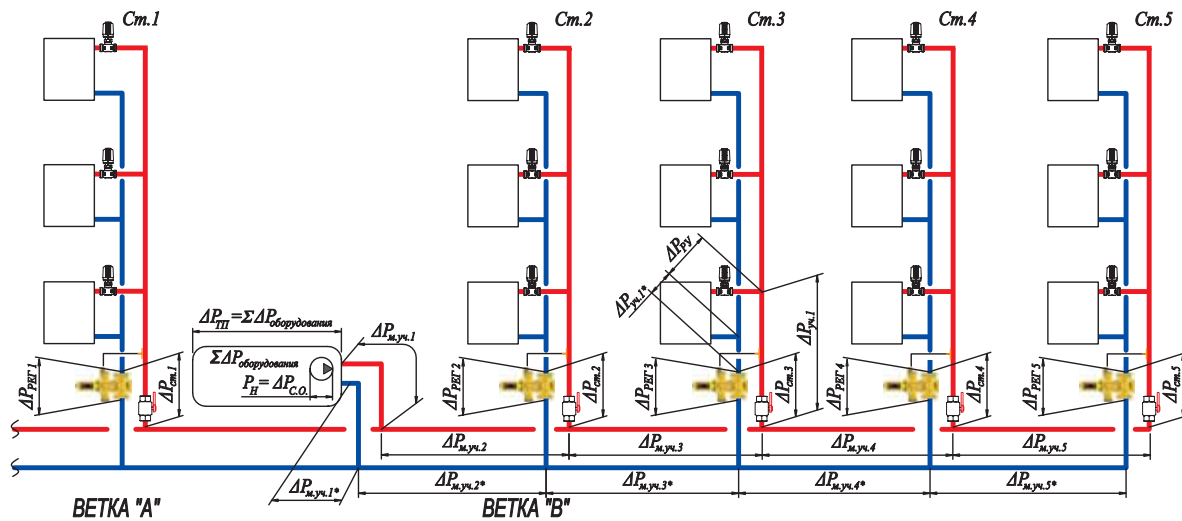 Ст.1
Ст.2
Ст.3
Ст.4
Ст.5
ΔPРУ
ΔPуч.1*
ΔPуч.1
ΔPТП=ΣΔPоборудования
ΔPм.уч.1
ΣΔPоборудования
PН=ΔPС.О.
ΔPРЕГ 1
ΔPст.1
ΔPРЕГ 2
ΔPст.2
ΔPРЕГ 3
ΔPст.3
ΔPРЕГ 4
ΔPст.4
ΔPРЕГ 5
ΔPст.5
ΔPм.уч.2
ΔPм.уч.3
ΔPм.уч.4
ΔPм.уч.5
ΔPм.уч.1*
ΔPм.уч.2*
ΔPм.уч.3*
ΔPм.уч.4*
ΔPм.уч.5*
ВЕТКА "А"
ВЕТКА "В"